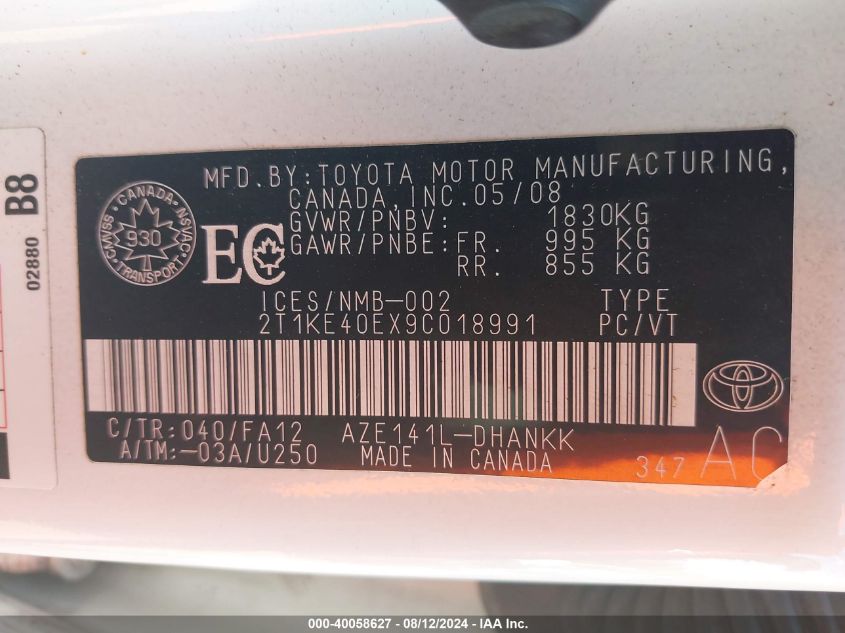 MFD.BY:TOYOTA MOTOR MANUFACTURING,
CANADA,INC.05/08
GVWR/PNBV: 1830KG
GAWR/PNBE:FR. 995 KG
RR. 855 KG
CANADA
CMVSS 930 NSVAC
TRANSPORT
EC
ICES/NMB-002 TYPE
2T1KE40EX9C018991 PC/VT
C/TR:040/FA12 AZE141L-DHANKK
A/TM:-03A/U250 MADE IN CANADA
347 AC
B8
02880
000-40058627 - 08/12/2024 - IAA Inc.